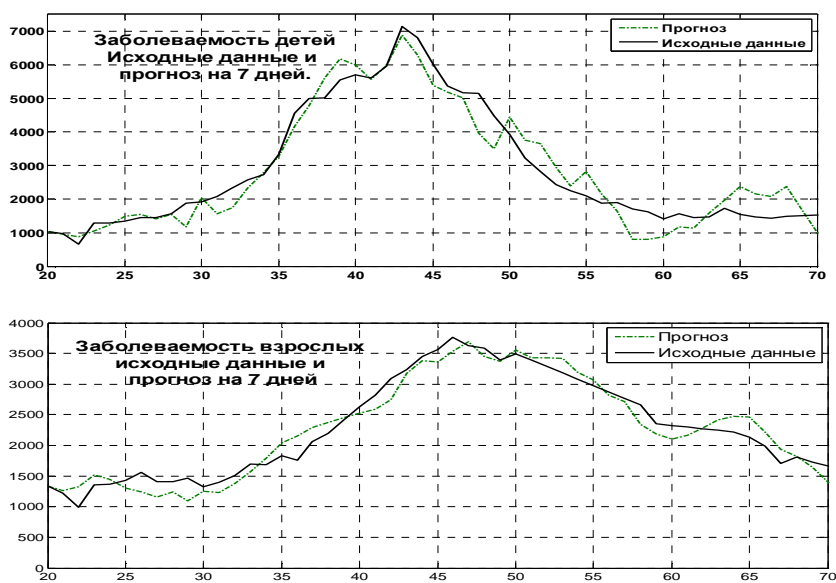 Заболеваемость детей
Исходные данные и
прогноз на 7 дней.
Прогноз
Исходные данные
7000
6000
5000
4000
3000
2000
1000
0
20 25 30 35 40 45 50 55 60 65 70
Заболеваемость взрослых
исходные данные и
прогноз на 7 дней
Прогноз
Исходные данные
4000
3500
3000
2500
2000
1500
1000
500
0
20 25 30 35 40 45 50 55 60 65 70